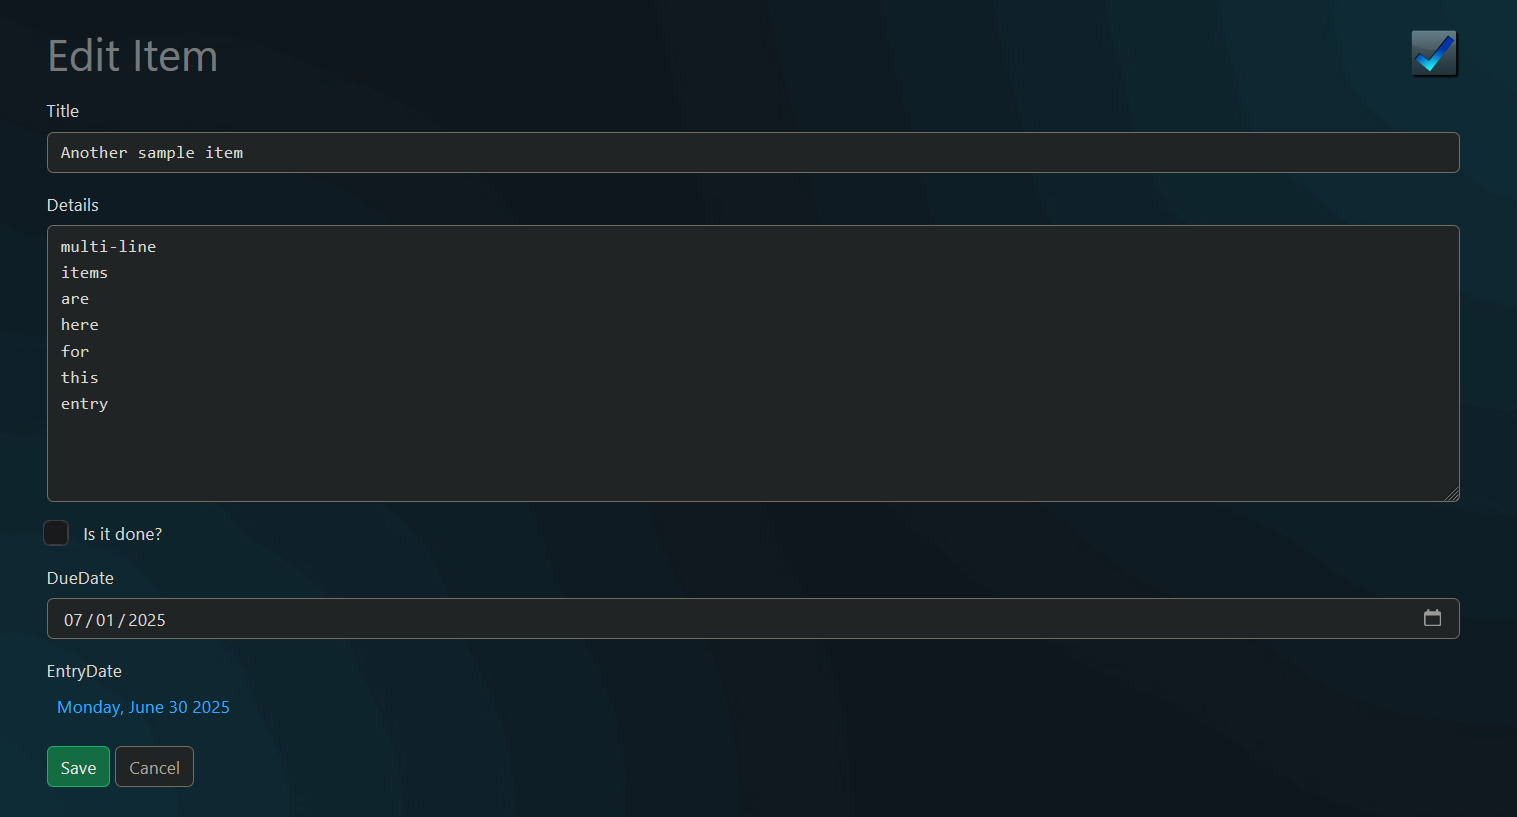 Edit Item
Title
Another sample item
Details
multi-line
items
are
here
for
this
entry
Is it done?
DueDate
07/01/2025
EntryDate
Monday, June 30 2025
Save Cancel